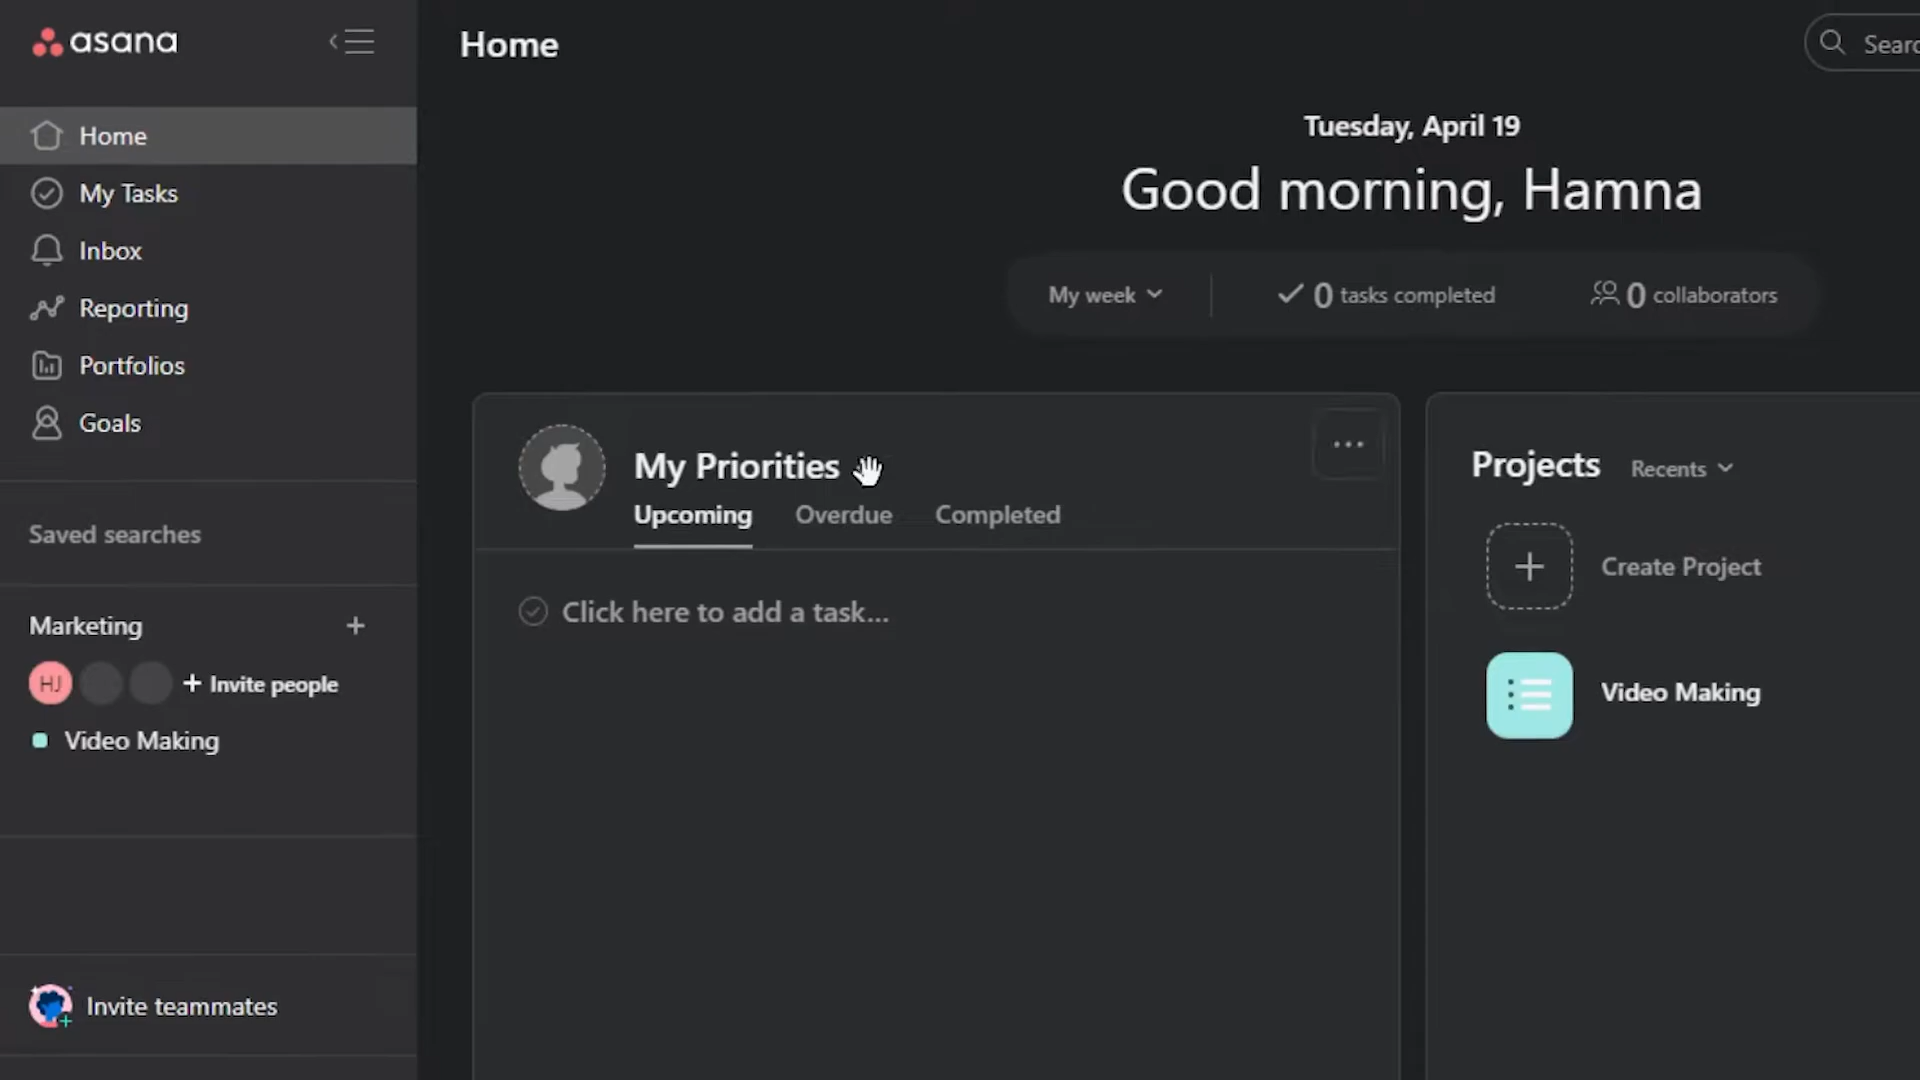 asana
Home
My Tasks
Inbox
Reporting
Portfolios
Goals
Saved searches
Marketing +
HJ + Invite people
Video Making
Invite teammates
Home
Tuesday, April 19
Good morning, Hamna
My week
0 tasks completed
0 collaborators
My Priorities
Upcoming Overdue Completed
Click here to add a task...
Projects Recents
Create Project
Video Making